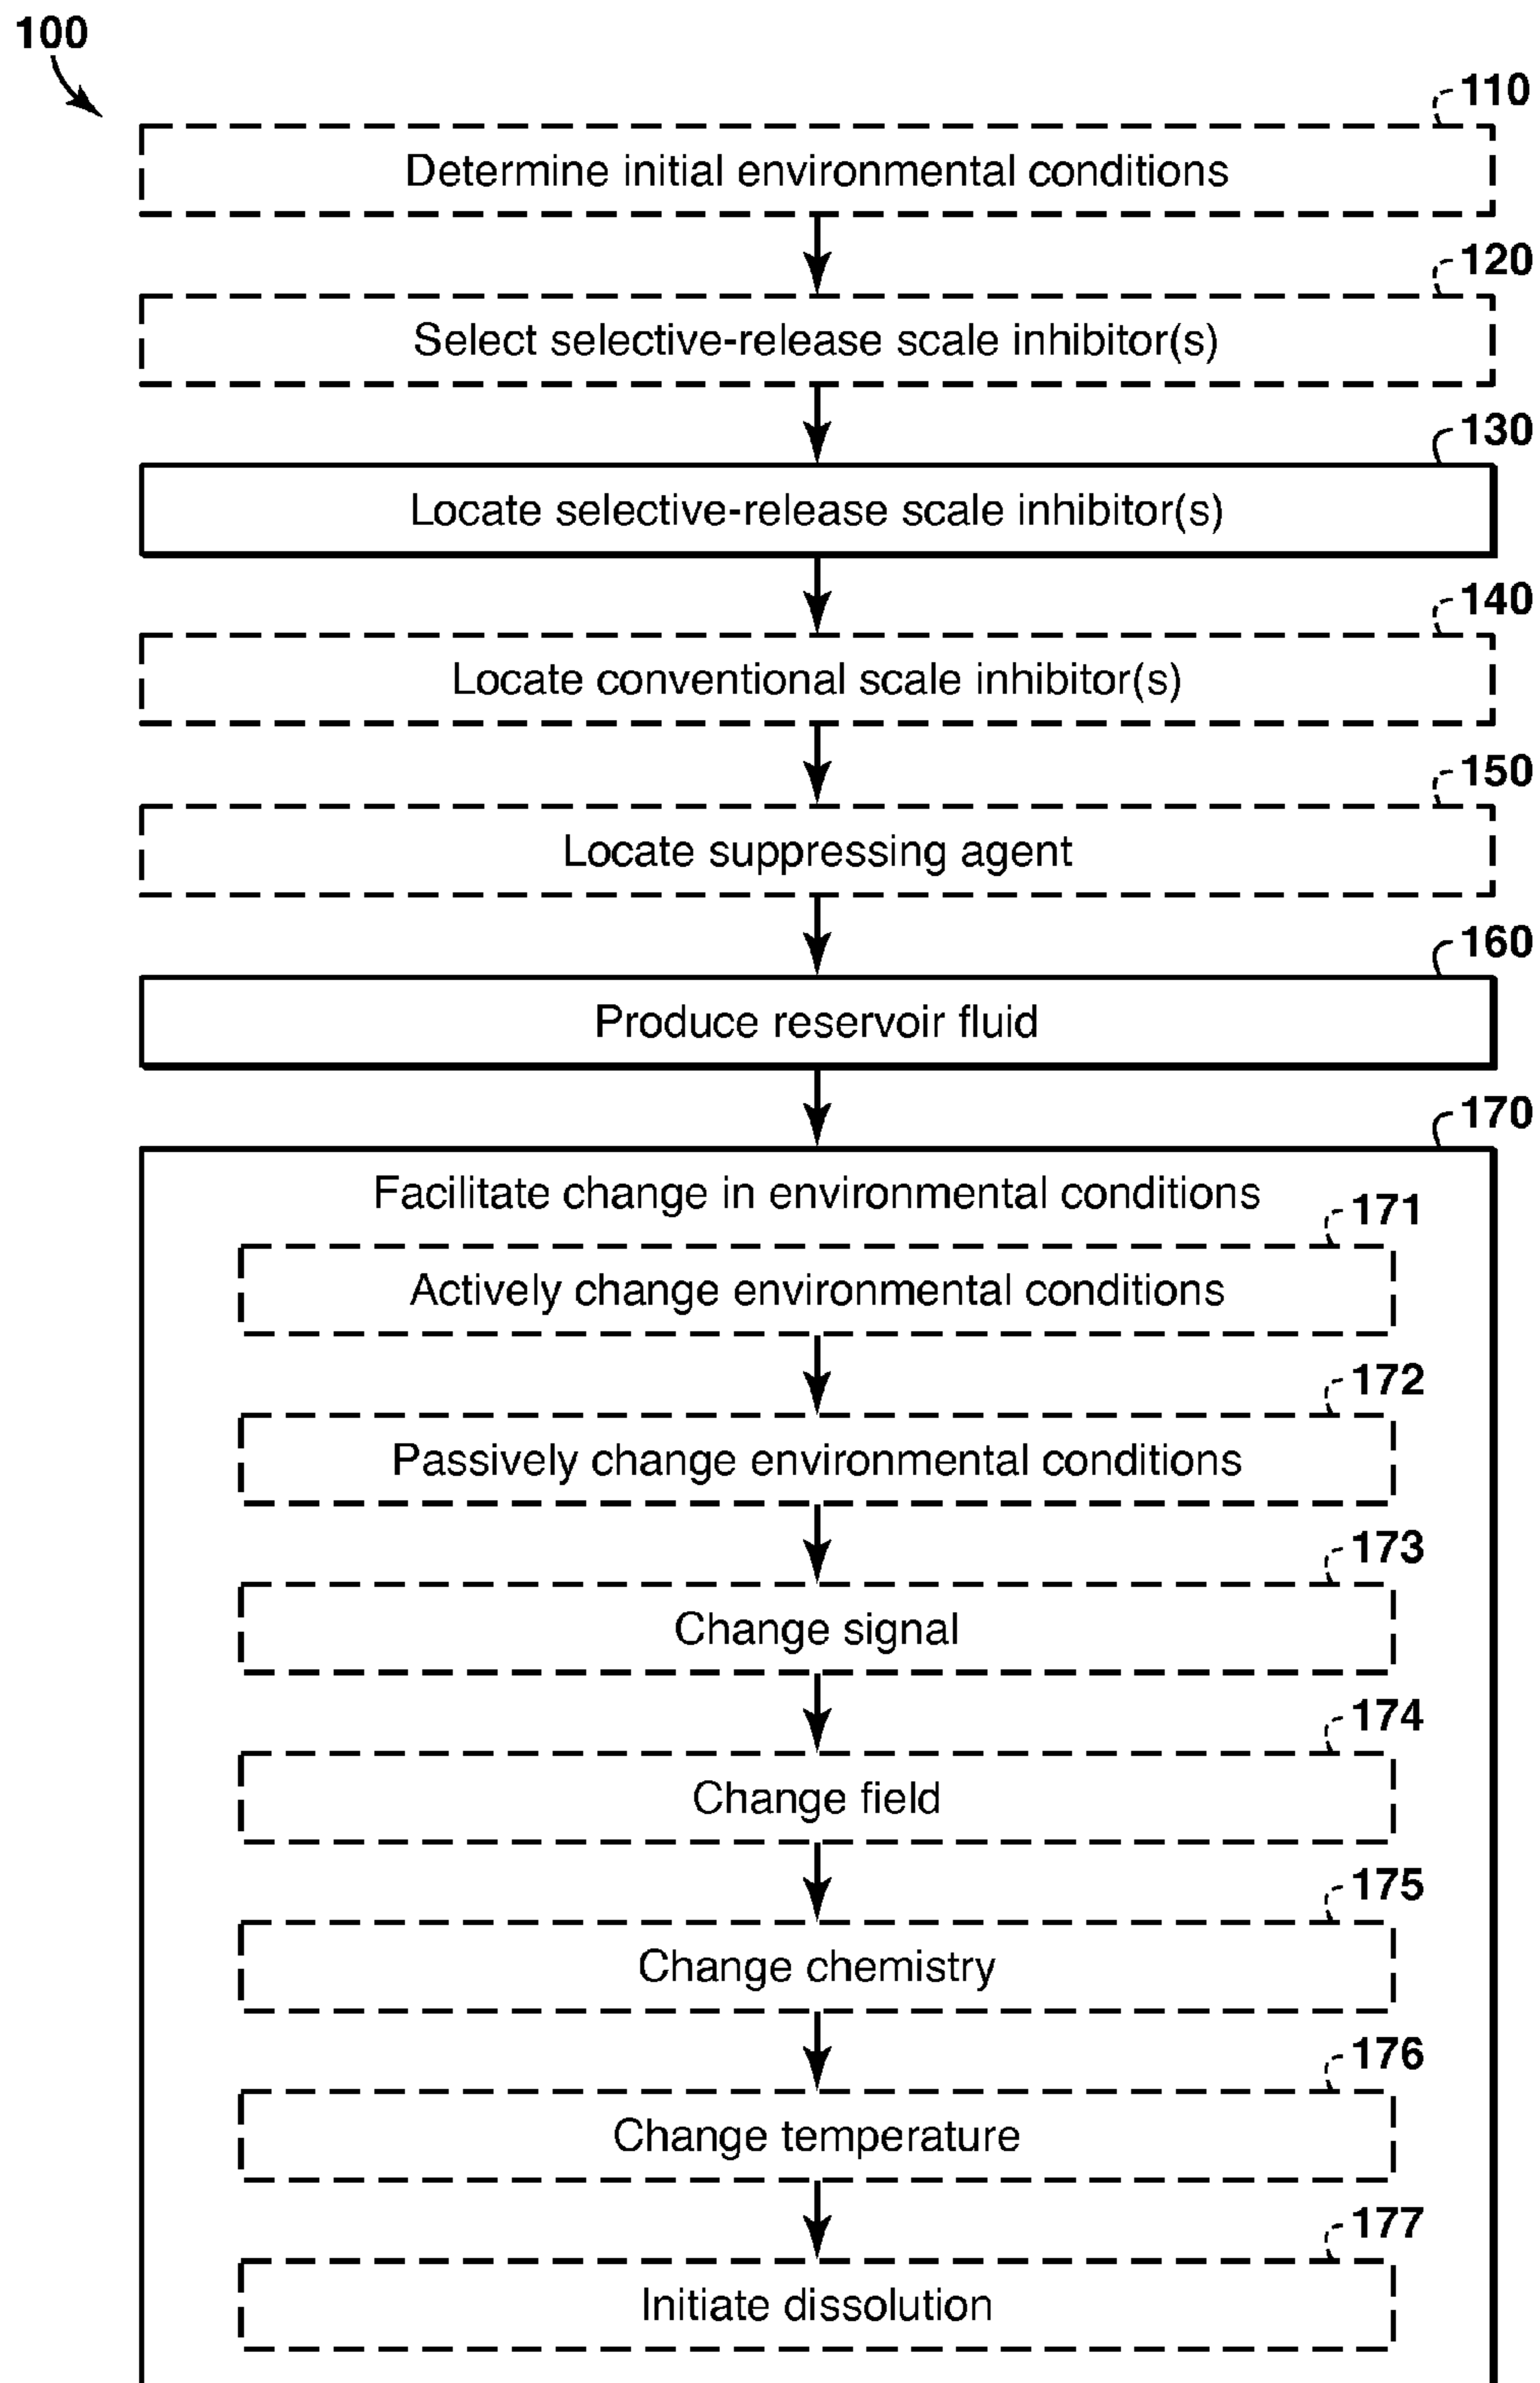 100
110
Determine initial environmental conditions
120
Select selective-release scale inhibitor(s)
130
Locate selective-release scale inhibitor(s)
140
Locate conventional scale inhibitor(s)
150
Locate suppressing agent
160
Produce reservoir fluid
170
Facilitate change in environmental conditions
171
Actively change environmental conditions
172
Passively change environmental conditions
173
Change signal
174
Change field
175
Change chemistry
176
Change temperature
177
Initiate dissolution